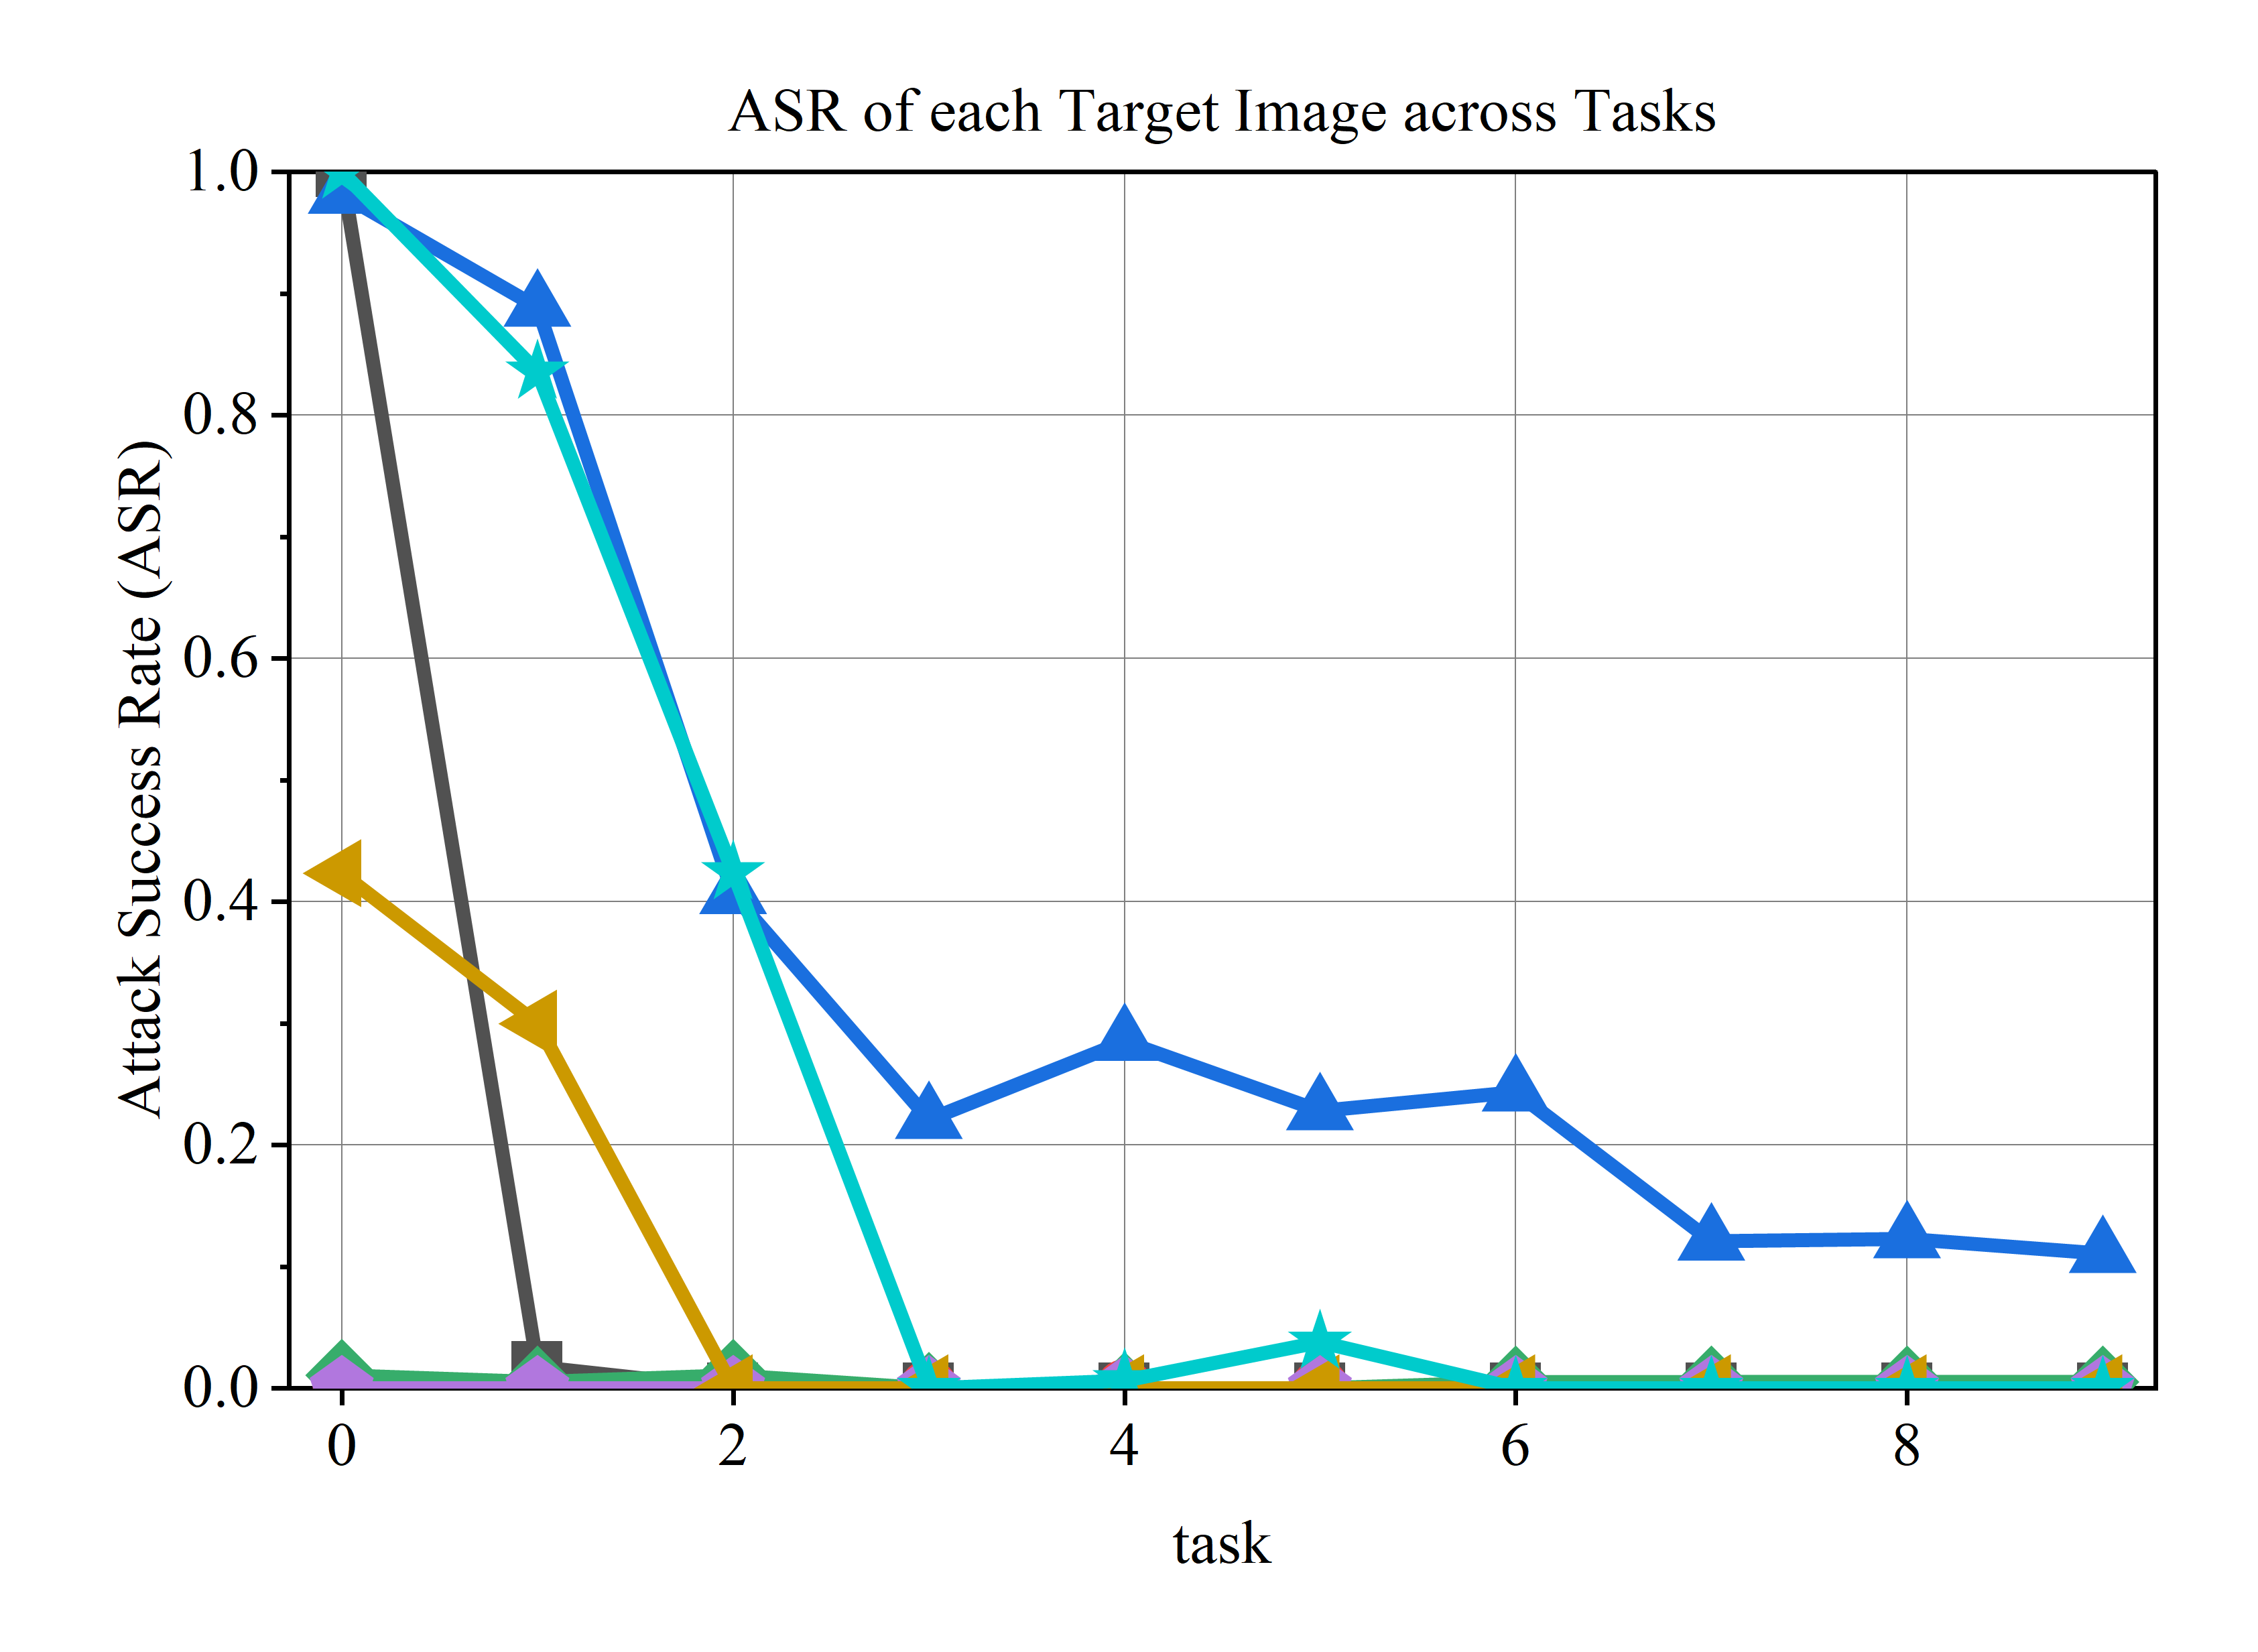 ASR of each Target Image across Tasks
1.0
0.8
0.6
0.4
0.2
0.0
Attack Success Rate (ASR)
0 2 4 6 8
task